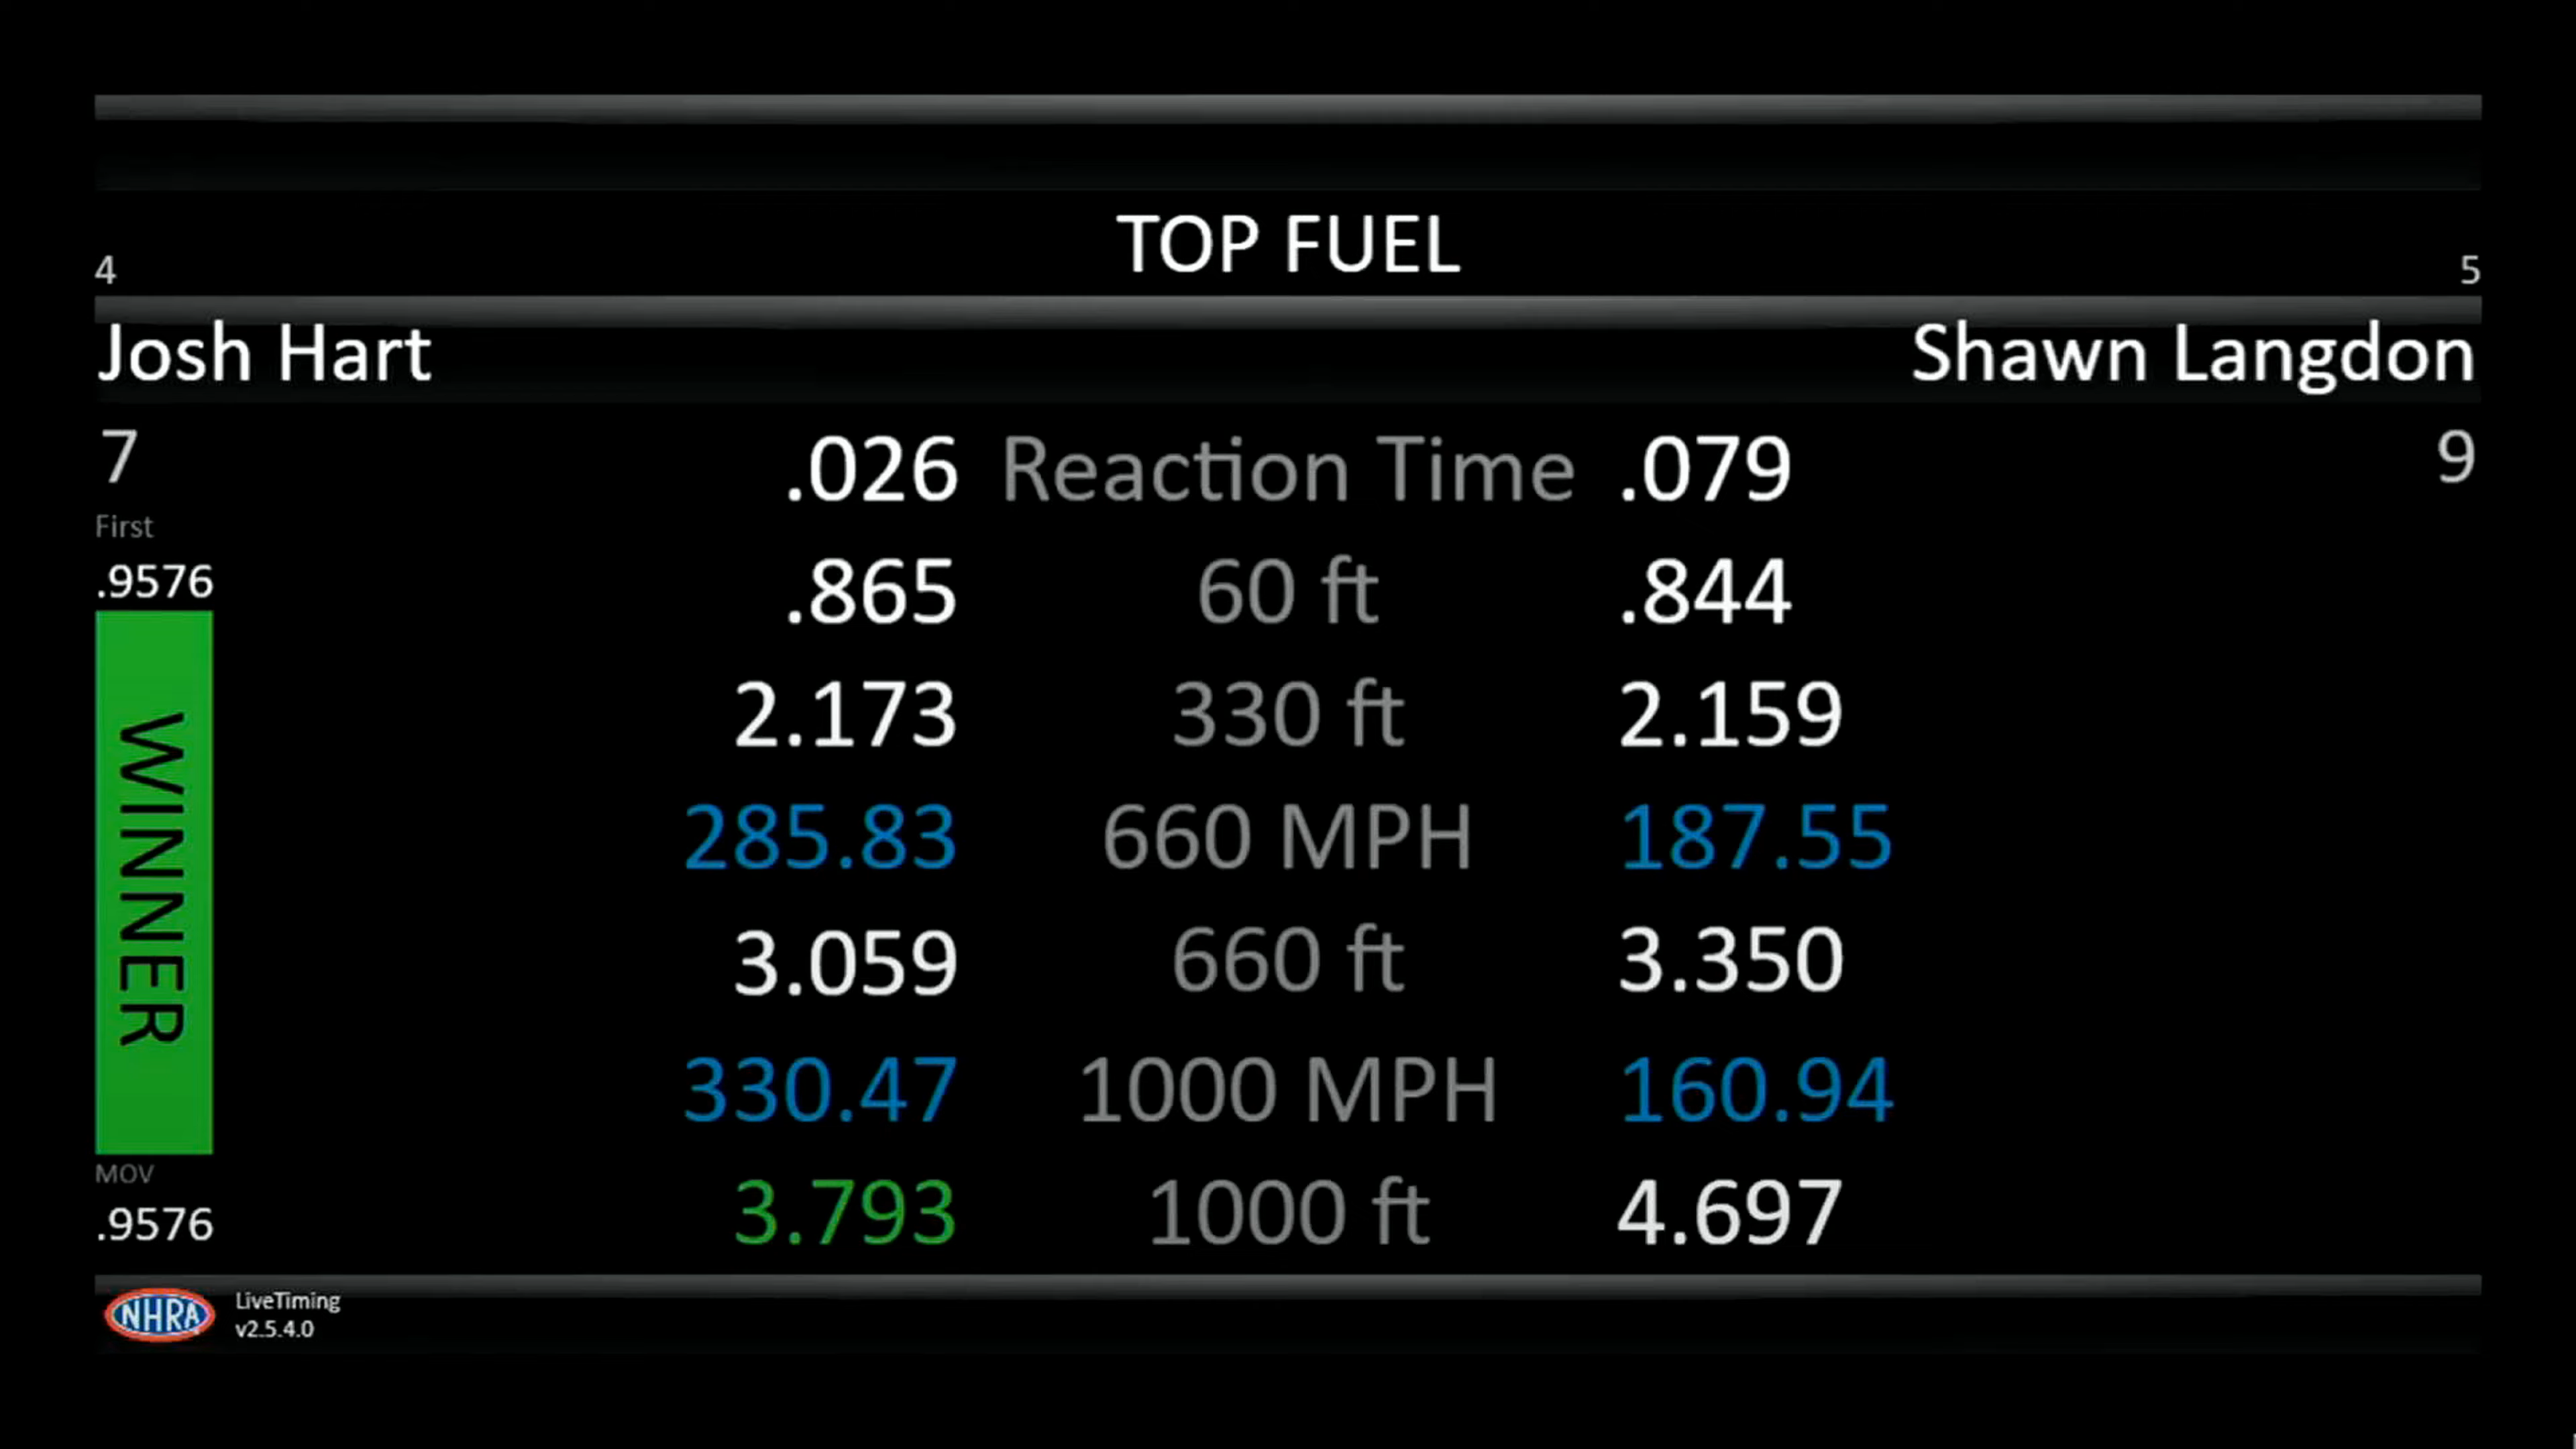 TOP FUEL
4 5
Josh Hart Shawn Langdon
7 .026 Reaction Time .079 9
First
.9576 .865 60 ft .844
2.173 330 ft 2.159
285.83 660 MPH 187.55
WINNER
3.059 660 ft 3.350
330.47 1000 MPH 160.94
MOV
.9576 3.793 1000 ft 4.697
NHRA LiveTiming
v2.5.4.0